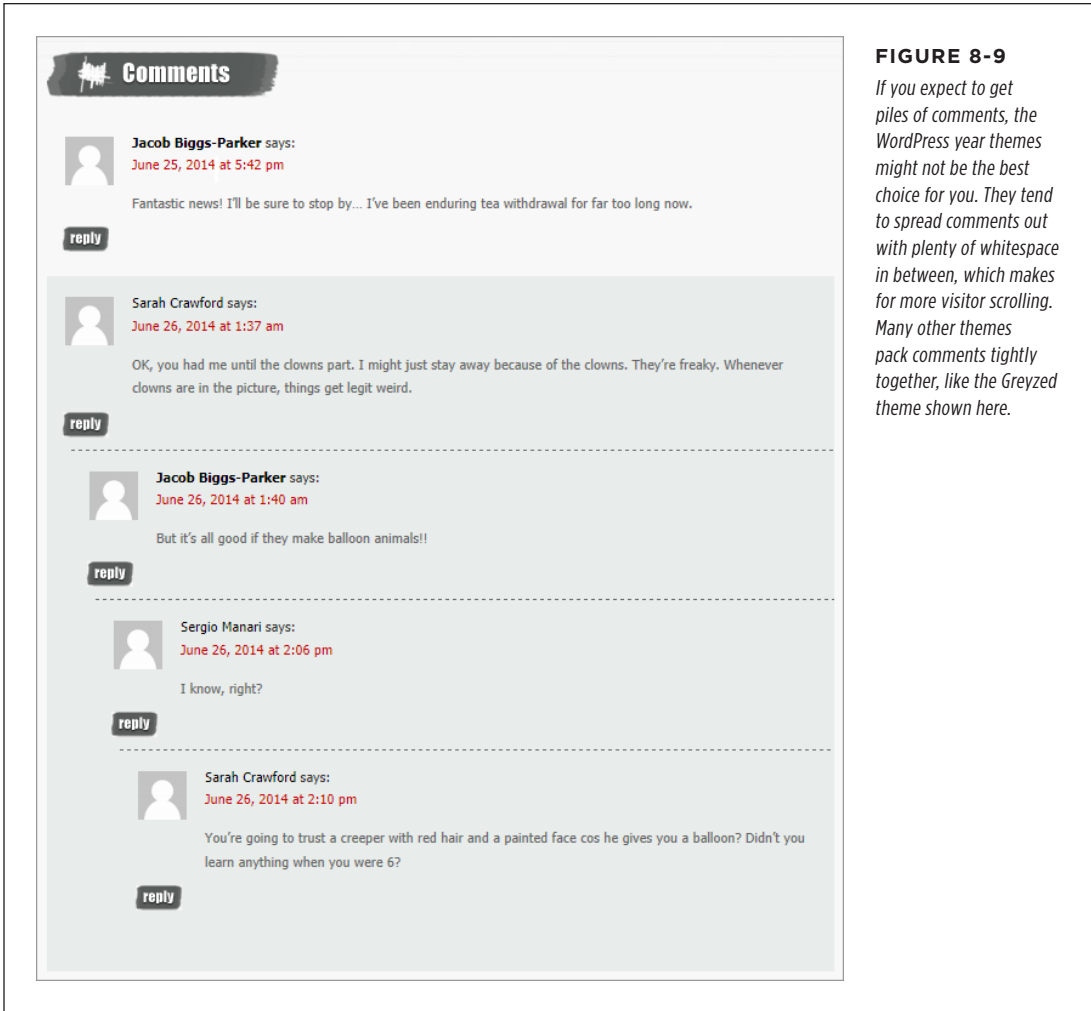 Comments
Jacob Biggs-Parker says:
June 25, 2014 at 5:42 pm
Fantastic news! I'll be sure to stop by... I've been enduring tea withdrawal for far too long now.
reply
Sarah Crawford says:
June 26, 2014 at 1:37 am
OK, you had me until the clowns part. I might just stay away because of the clowns. They're freaky. Whenever
clowns are in the picture, things get legit weird.
reply
Jacob Biggs-Parker says:
June 26, 2014 at 1:40 am
But it's all good if they make balloon animals!!
reply
Sergio Manari says:
June 26, 2014 at 2:06 pm
I know, right?
reply
Sarah Crawford says:
June 26, 2014 at 2:10 pm
You're going to trust a creeper with red hair and a painted face cos he gives you a balloon? Didn't you
learn anything when you were 6?
reply
FIGURE 8-9
If you expect to get
piles of comments, the
WordPress year themes
might not be the best
choice for you. They tend
to spread comments out
with plenty of whitespace
in between, which makes
for more visitor scrolling.
Many other themes
pack comments tightly
together, like the Greyzed
theme shown here.